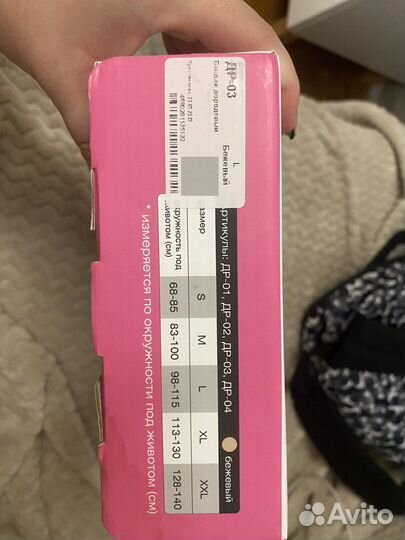 ДР-03
Бандаж дородовый
L
Бежевый
Артикулы: ДР-01, ДР-02, ДР-03, ДР-04
бежевый
Размер S M L XL XXL
Окружность под животом (см) 68-85 83-100 98-115 113-130 128-140
* измеряется по окружности под животом (см)
Avito